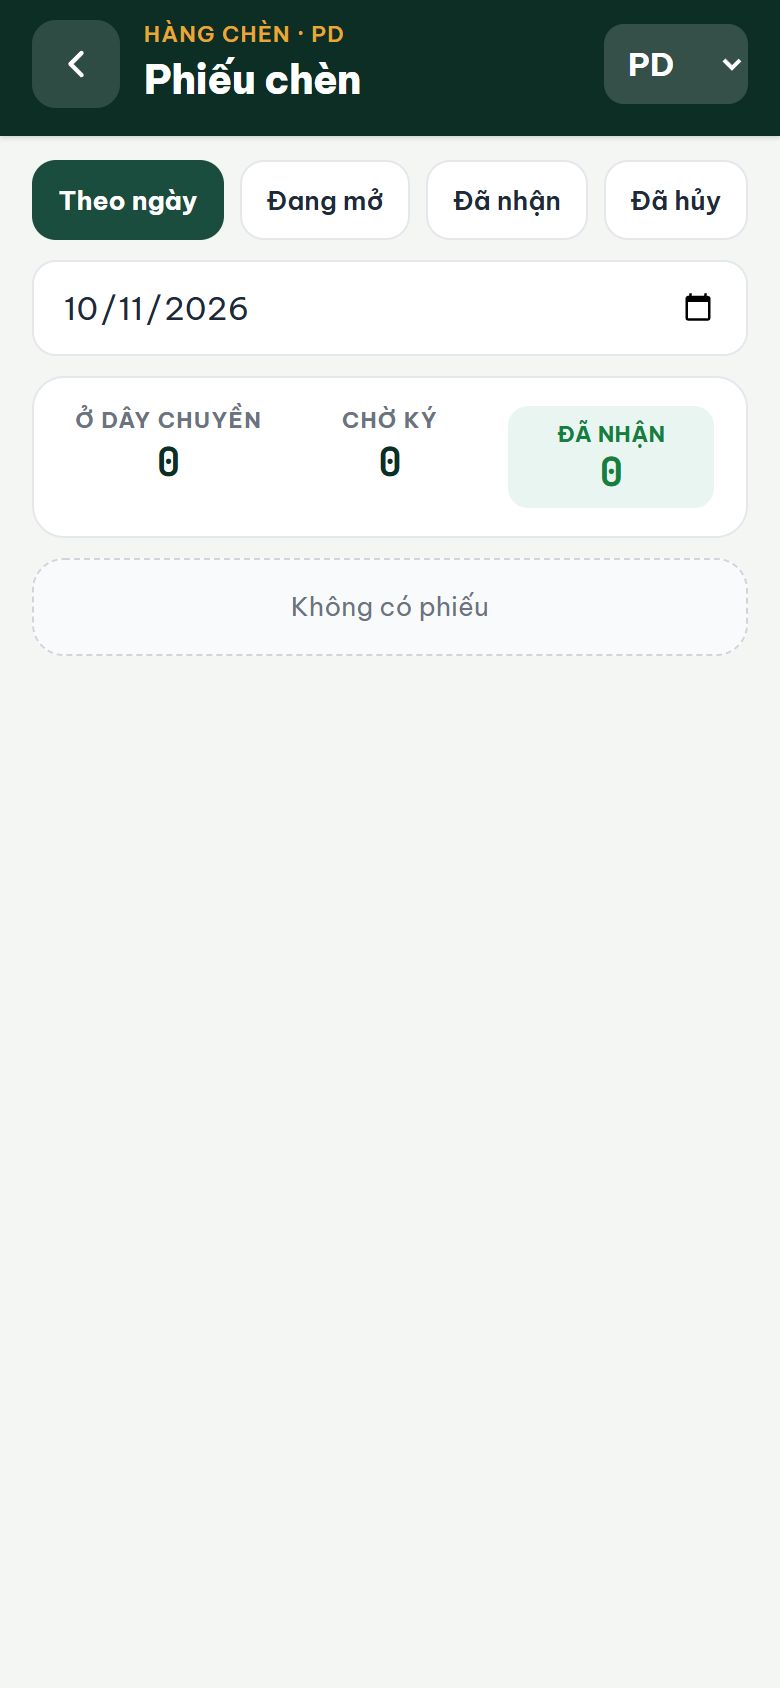 HÀNG CHÈN · PD
Phiếu chèn
PD
Theo ngày
Đang mở
Đã nhận
Đã hủy
10/11/2026
Ở DÂY CHUYỀN
0
CHỜ KÝ
0
ĐÃ NHẬN
0
Không có phiếu